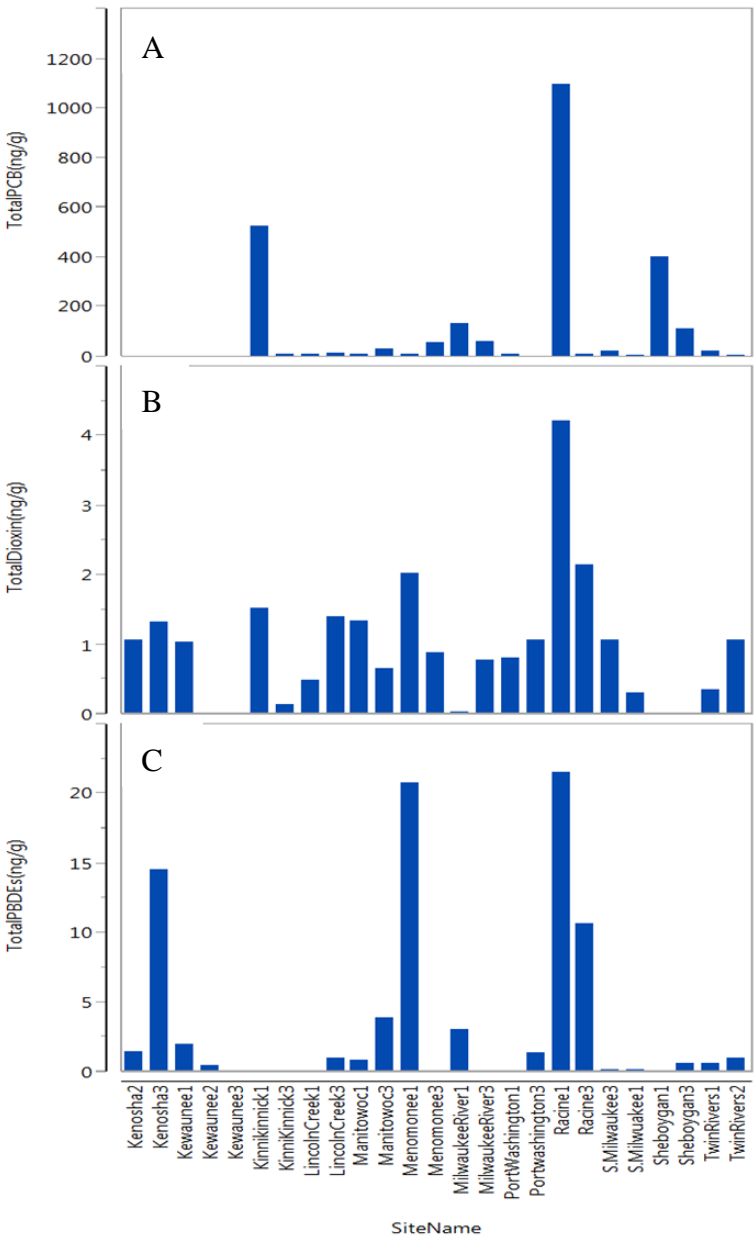 A
TotalPCB(ng/g)
1200
1000
800
600
400
200
0
B
TotalDioxin(ng/g)
4
3
2
1
0
C
TotalPBDEs(ng/g)
20
15
10
5
0
Kenosha2
Kenosha3
Kewaunee1
Kewaunee2
Kewaunee3
Kinnikinnick1
KinniKinnick3
LincolnCreek1
LincolnCreek3
Manitowoc1
Manitowoc3
Menomonee1
Menomonee3
MilwaukeeRiver1
MilwaukeeRiver3
PortWashington1
Portwashington3
Racine1
Racine3
S.Milwaukee3
S.Milwuakee1
Sheboygan1
Sheboygan3
TwinRivers1
TwinRivers2
SiteName